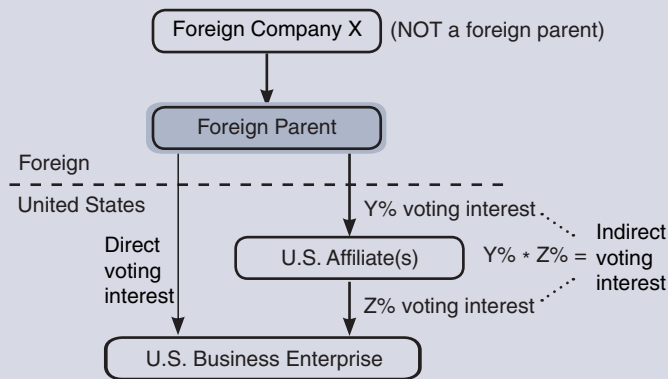 Foreign Company X
(NOT a foreign parent)
Foreign Parent
Foreign
United States
Y% voting interest
Direct
voting
interest
U.S. Affiliate(s)
Y% * Z% =
Indirect
voting
interest
Z% voting interest
U.S. Business Enterprise